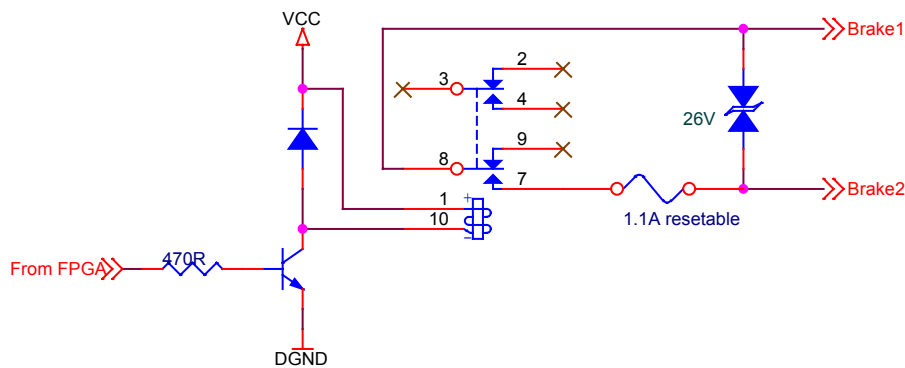 VCC
Brake1
2
3
4
26V
9
8
7
Brake2
1
+
1.1A resetable
10
-
470R
From FPGA
DGND